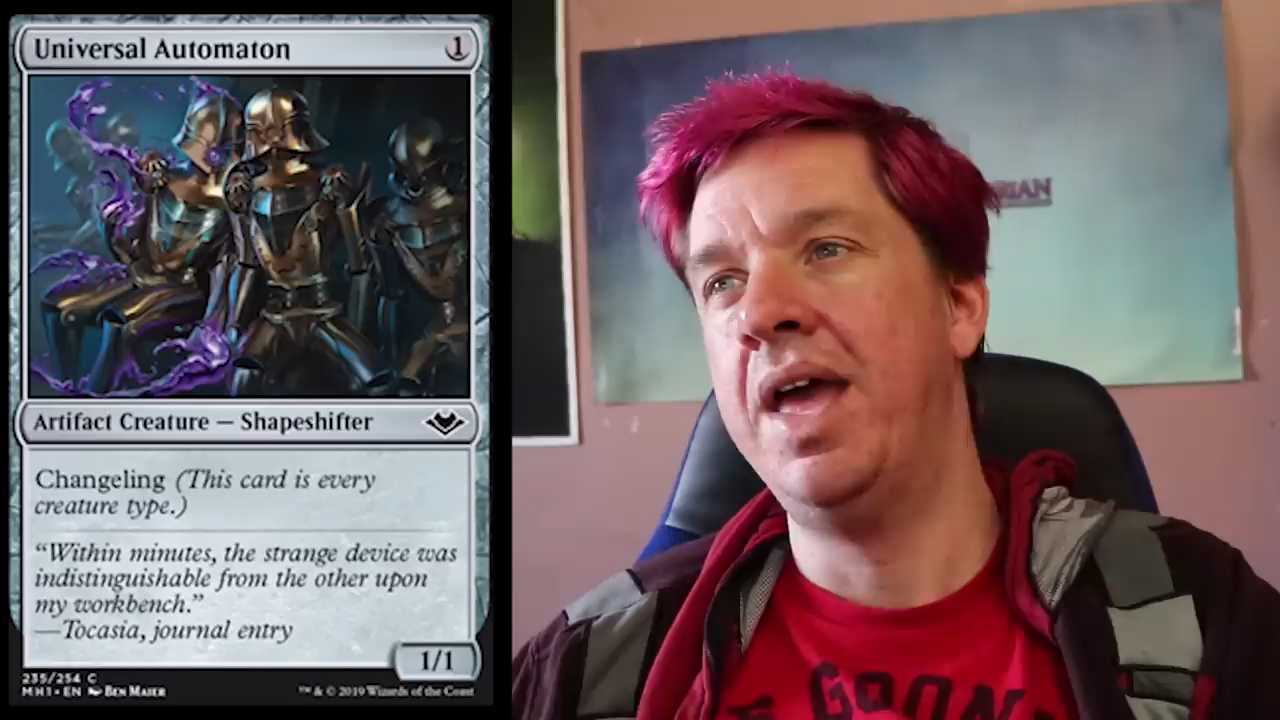 Universal Automaton 1
Artifact Creature — Shapeshifter
Changeling (This card is every
creature type.)
“Within minutes, the strange device was
indistinguishable from the other upon
my workbench.”
—Tocasia, journal entry
1/1
235/254 C
MH1 • EN Ben Maier
™ & © 2019 Wizards of the Coast
GOON